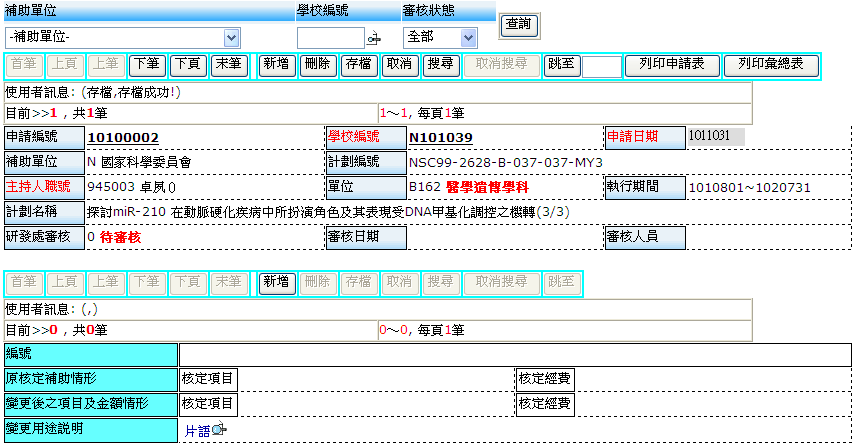 補助單位 學校編號 審核狀態
-補助單位- 全部 查詢
首筆 上頁 上筆 下筆 下頁 末筆 新增 刪除 存檔 取消 搜尋 取消搜尋 跳至 列印申請表 列印彙總表
使用者訊息: (存檔,存檔成功!)
目前>>1 , 共1筆 1～1, 每頁1筆
申請編號 10100002 學校編號 N101039 申請日期 1011031
補助單位 N 國家科學委員會 計劃編號 NSC99-2628-B-037-037-MY3
主持人職號 945003 卓夙() 單位 B162 醫學遺傳學科 執行期間 1010801~1020731
計劃名稱 探討miR-210 在動脈硬化疾病中所扮演角色及其表現受DNA甲基化調控之機轉(3/3)
研發處審核 0 待審核 審核日期 審核人員
首筆 上頁 上筆 下筆 下頁 末筆 新增 刪除 存檔 取消 搜尋 取消搜尋 跳至
使用者訊息: (,)
目前>>0 , 共0筆 0～0, 每頁1筆
編號
原核定補助情形 核定項目 核定經費
變更後之項目及金額情形 核定項目 核定經費
變更用途說明 片語